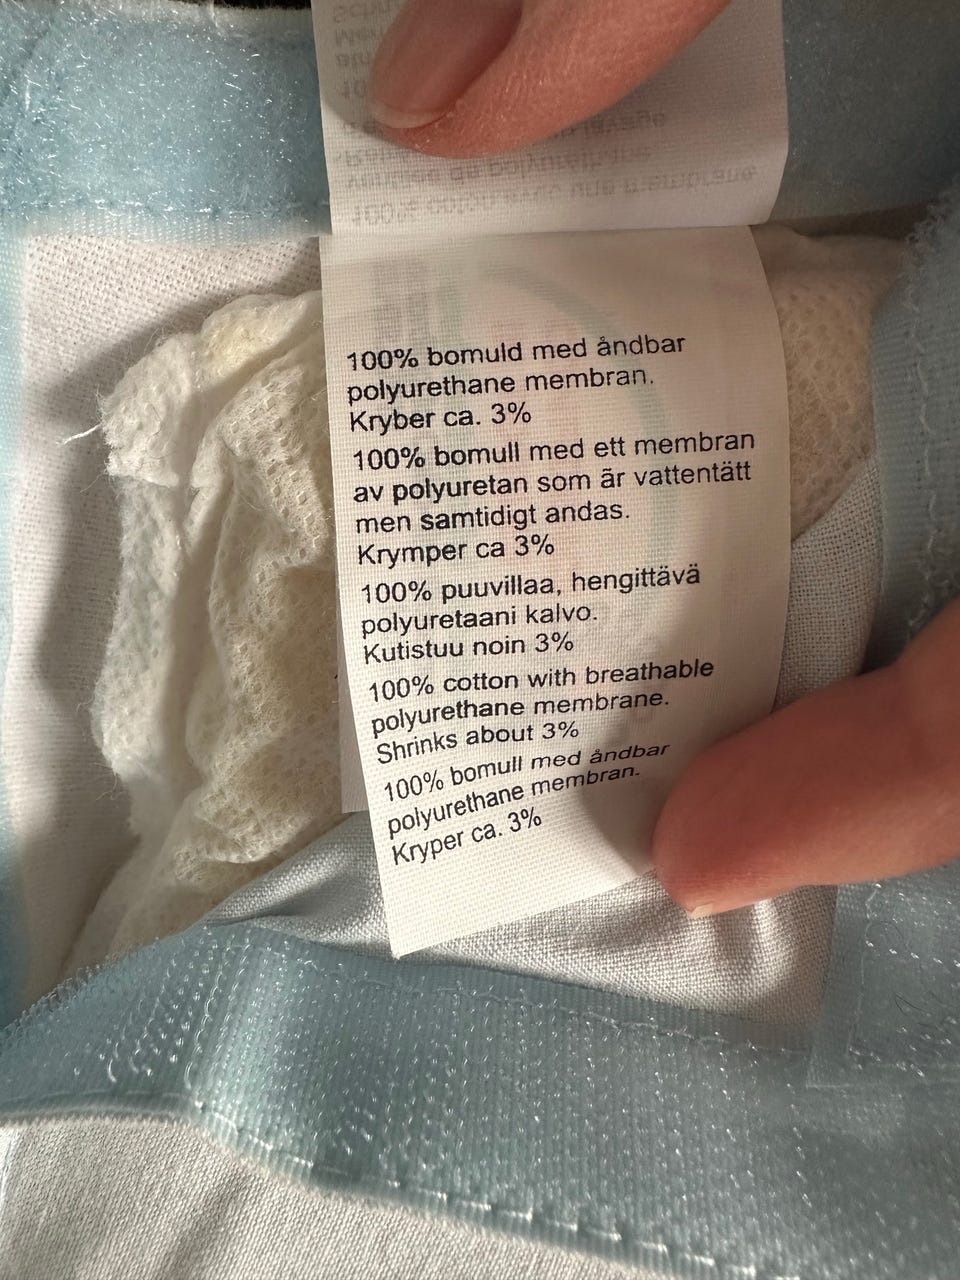 100% bomuld med åndbar
polyurethane membran.
Kryber ca. 3%
100% bomull med ett membran
av polyuretan som är vattentätt
men samtidigt andas.
Krymper ca 3%
100% puuvillaa, hengittävä
polyuretaani kalvo.
Kutistuu noin 3%
100% cotton with breathable
polyurethane membrane.
Shrinks about 3%
100% bomull med åndbar
polyurethane membran.
Kryper ca. 3%